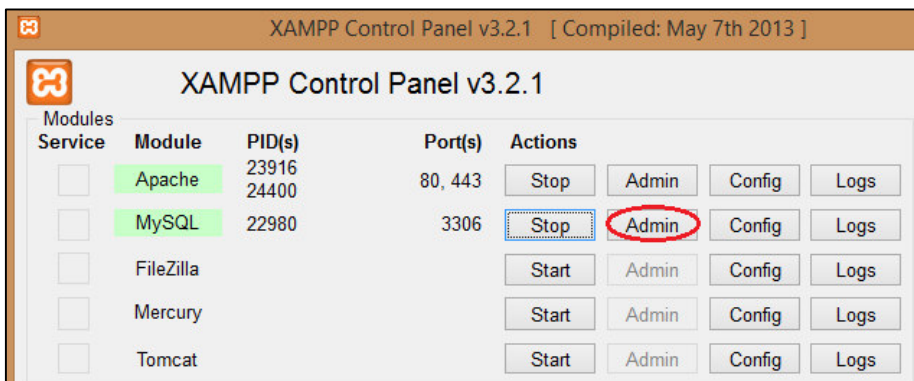 XAMPP Control Panel v3.2.1 [ Compiled: May 7th 2013 ]
XAMPP Control Panel v3.2.1
Modules
Service Module PID(s) Port(s) Actions
Apache 23916 24400 80, 443 Stop Admin Config Logs
MySQL 22980 3306 Stop Admin Config Logs
FileZilla Start Admin Config Logs
Mercury Start Admin Config Logs
Tomcat Start Admin Config Logs